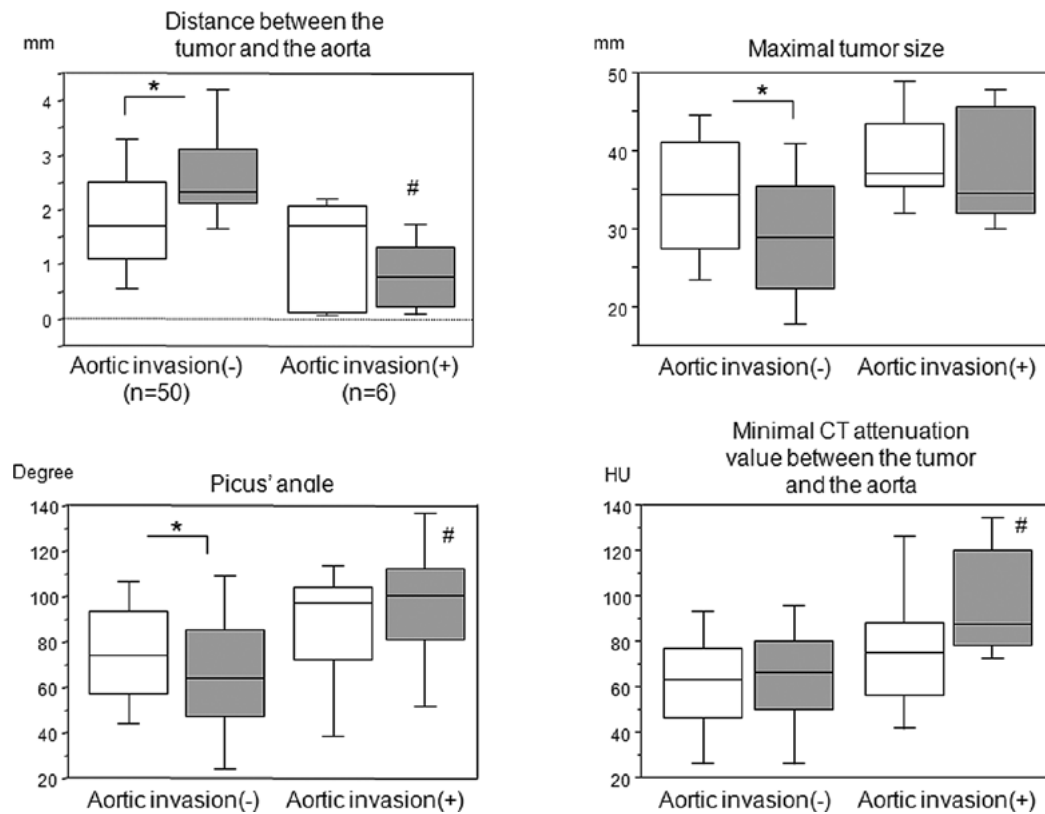 Distance between the
tumor and the aorta
mm
4
3
2
1
0
*
#
Aortic invasion(-)
(n=50)
Aortic invasion(+)
(n=6)
Maximal tumor size
mm
50
40
30
20
*
Aortic invasion(-)
Aortic invasion(+)
Picus' angle
Degree
140
120
100
80
60
40
20
*
#
Aortic invasion(-)
Aortic invasion(+)
Minimal CT attenuation
value between the tumor
and the aorta
HU
140
120
100
80
60
40
20
#
Aortic invasion(-)
Aortic invasion(+)